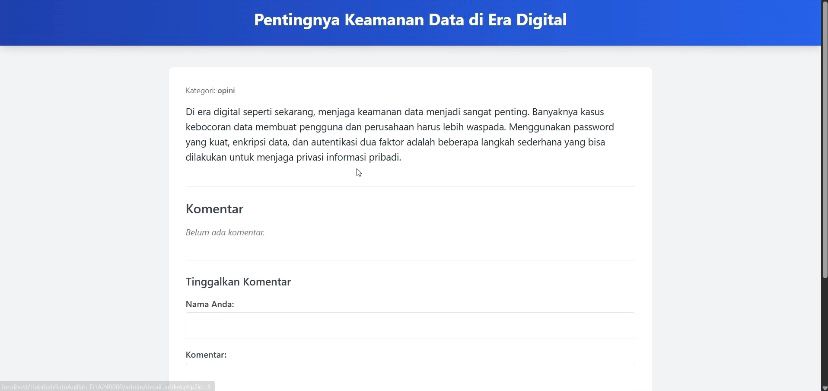 Pentingnya Keamanan Data di Era Digital
Kategori: opini
Di era digital seperti sekarang, menjaga keamanan data menjadi sangat penting. Banyaknya kasus
kebocoran data membuat pengguna dan perusahaan harus lebih waspada. Menggunakan password
yang kuat, enkripsi data, dan autentikasi dua faktor adalah beberapa langkah sederhana yang bisa
dilakukan untuk menjaga privasi informasi pribadi.
Komentar
Belum ada komentar.
Tinggalkan Komentar
Nama Anda:
Komentar: